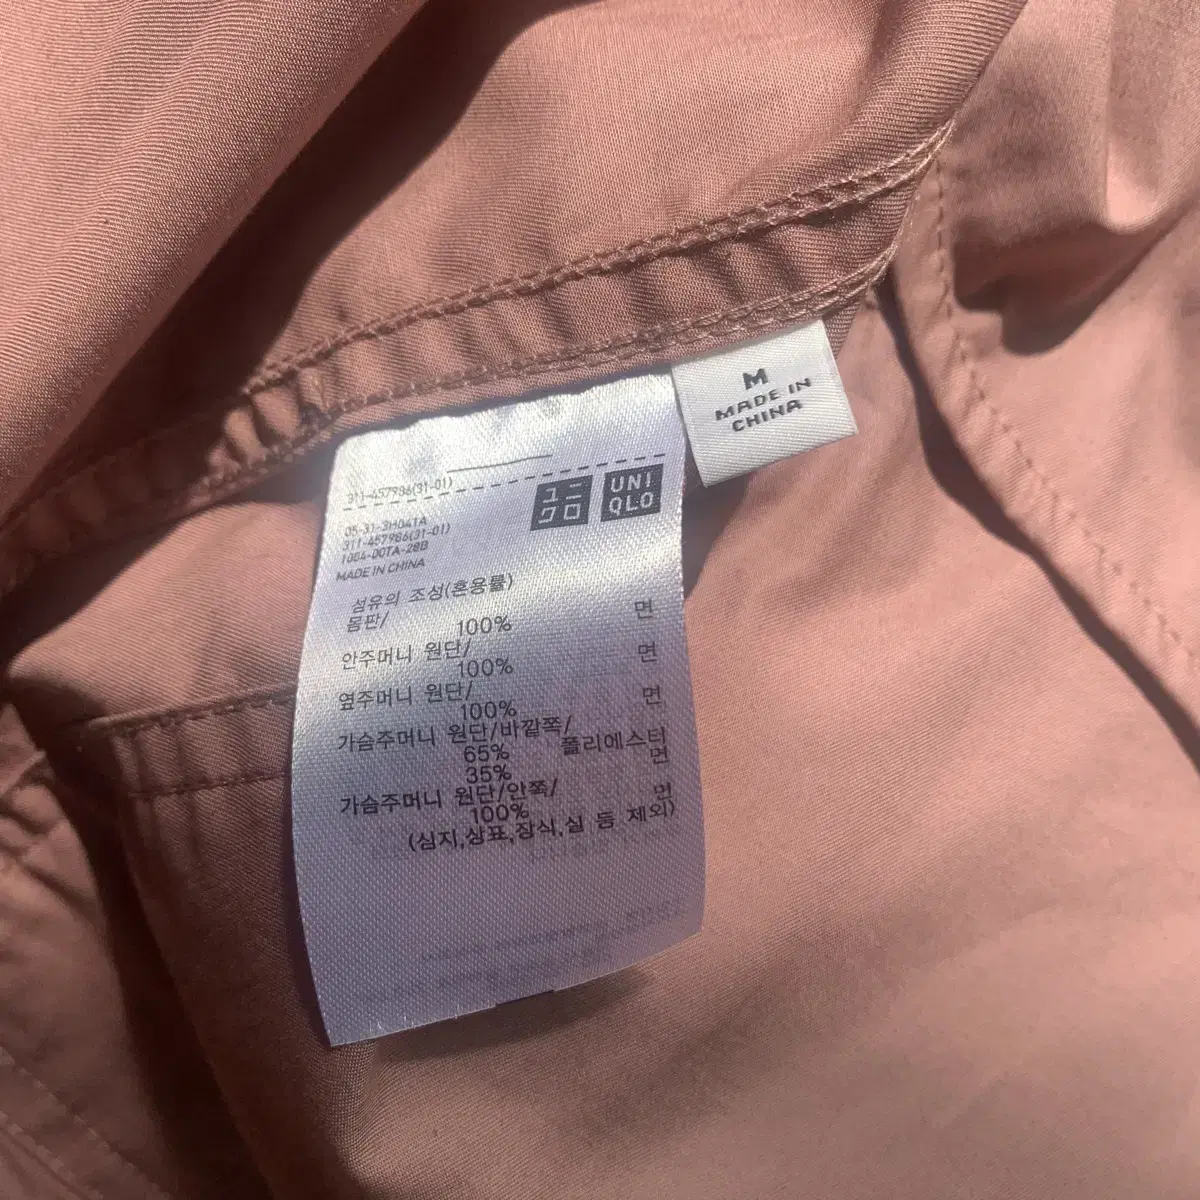 M
MADE IN
CHINA
311-457986(31-01)
ユニ
クロ
UNI
QLO
05-31-3H041A
311-457986(31-01)
1084-00TA-28B
MADE IN CHINA
섬유의 조성(혼용률)
몸판/
100% 면
안주머니 원단/
100% 면
옆주머니 원단/
100% 면
가슴주머니 원단/바깥쪽/
65% 폴리에스터
35% 면
가슴주머니 원단/안쪽/
100% 면
(심지,상표,장식,실 등 제외)